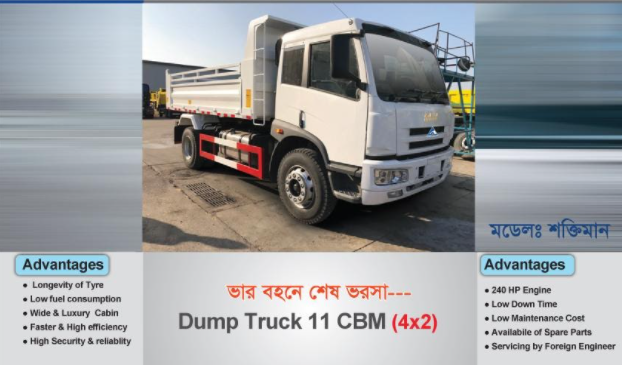 মডেলঃ শক্তিমান
Advantages
Longevity of Tyre
Low fuel consumption
Wide & Luxury Cabin
Faster & High efficiency
High Security & reliablity
ভার বহনে শেষ ভরসা---
Dump Truck 11 CBM (4x2)
Advantages
240 HP Engine
Low Down Time
Low Maintenance Cost
Availabile of Spare Parts
Servicing by Foreign Engineer